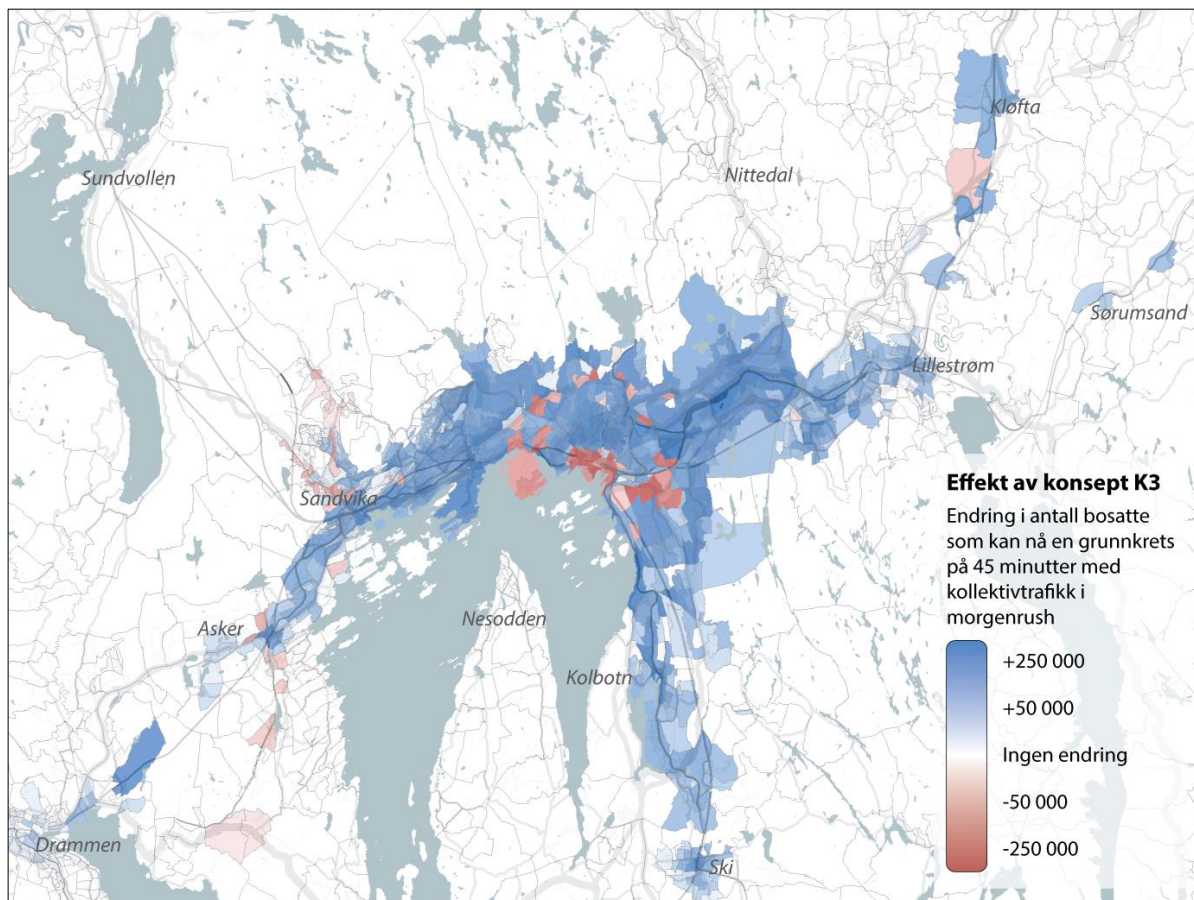 Kløfta
Nittedal
Sundvollen
Sørumsand
Lillestrøm
Sandvika
Asker
Nesodden
Kolbotn
Drammen
Ski
Effekt av konsept K3
Endring i antall bosatte
som kan nå en grunnkrets
på 45 minutter med
kollektivtrafikk i
morgenrush
+250 000
+50 000
Ingen endring
-50 000
-250 000